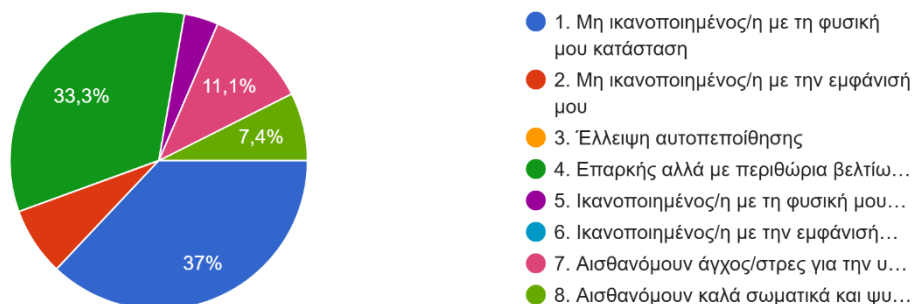 33,3%
11,1%
7,4%
37%
1. Μη ικανοποιημένος/η με τη φυσική
μου κατάσταση
2. Μη ικανοποιημένος/η με την εμφάνισή
μου
3. Έλλειψη αυτοπεποίθησης
4. Επαρκής αλλά με περιθώρια βελτίω…
5. Ικανοποιημένος/η με τη φυσική μου…
6. Ικανοποιημένος/η με την εμφάνισή…
7. Αισθανόμουν άγχος/στρες για την υ…
8. Αισθανόμουν καλά σωματικά και ψυ…